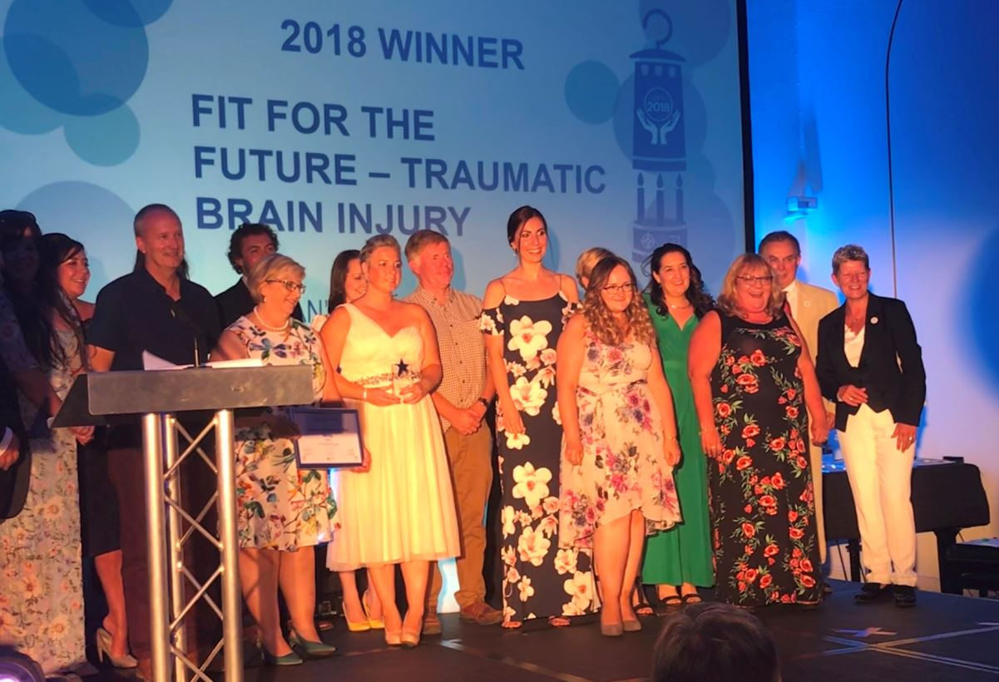 2018 WINNER
FIT FOR THE
FUTURE – TRAUMATIC
BRAIN INJURY
2018